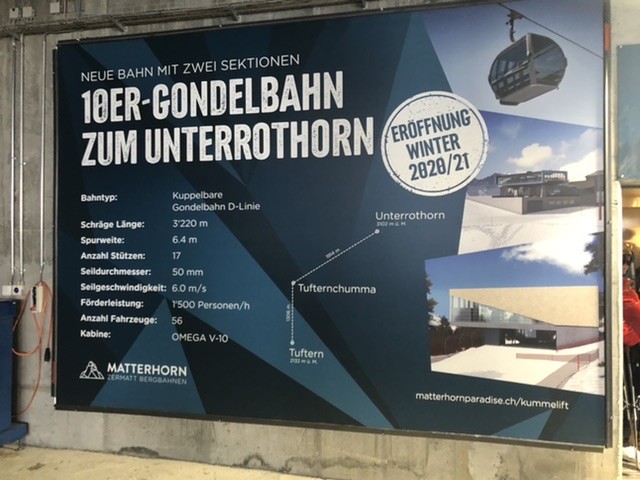 NEUE BAHN MIT ZWEI SEKTIONEN
10ER-GONDELBAHN
ZUM UNTERROTHORN
ERÖFFNUNG
WINTER
2020/21
Bahntyp: Kuppelbare
Gondelbahn D-Linie
Schräge Länge: 3'220 m
Spurweite: 6.4 m
Anzahl Stützen: 17
Seildurchmesser: 50 mm
Seilgeschwindigkeit: 6.0 m/s
Förderleistung: 1'500 Personen/h
Anzahl Fahrzeuge: 56
Kabine: OMEGA V-10
Unterrothorn
3102 m ü. M.
Tufternchumma
Tuftern
MATTERHORN
ZERMATT BERGBAHNEN
matterhornparadise.ch/kummelift